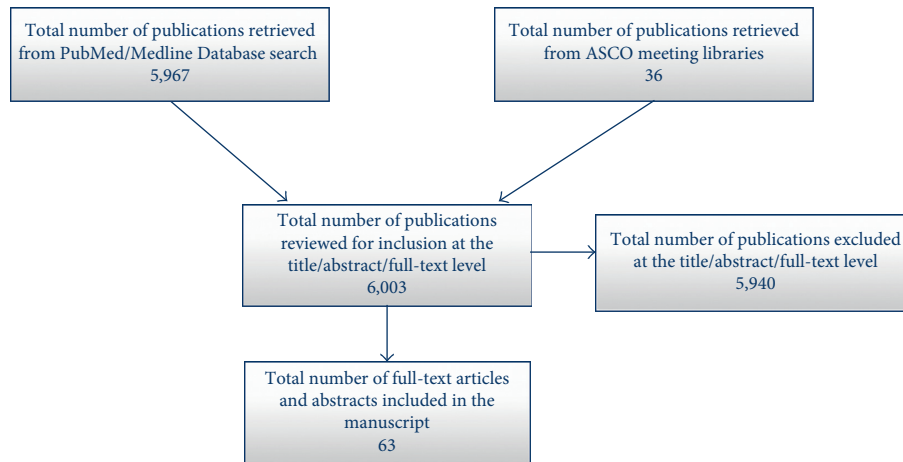 Total number of publications retrieved
from PubMed/Medline Database search
5,967
Total number of publications retrieved
from ASCO meeting libraries
36
Total number of publications
reviewed for inclusion at the
title/abstract/full-text level
6,003
Total number of publications excluded
at the title/abstract/full-text level
5,940
Total number of full-text articles
and abstracts included in the
manuscript
63